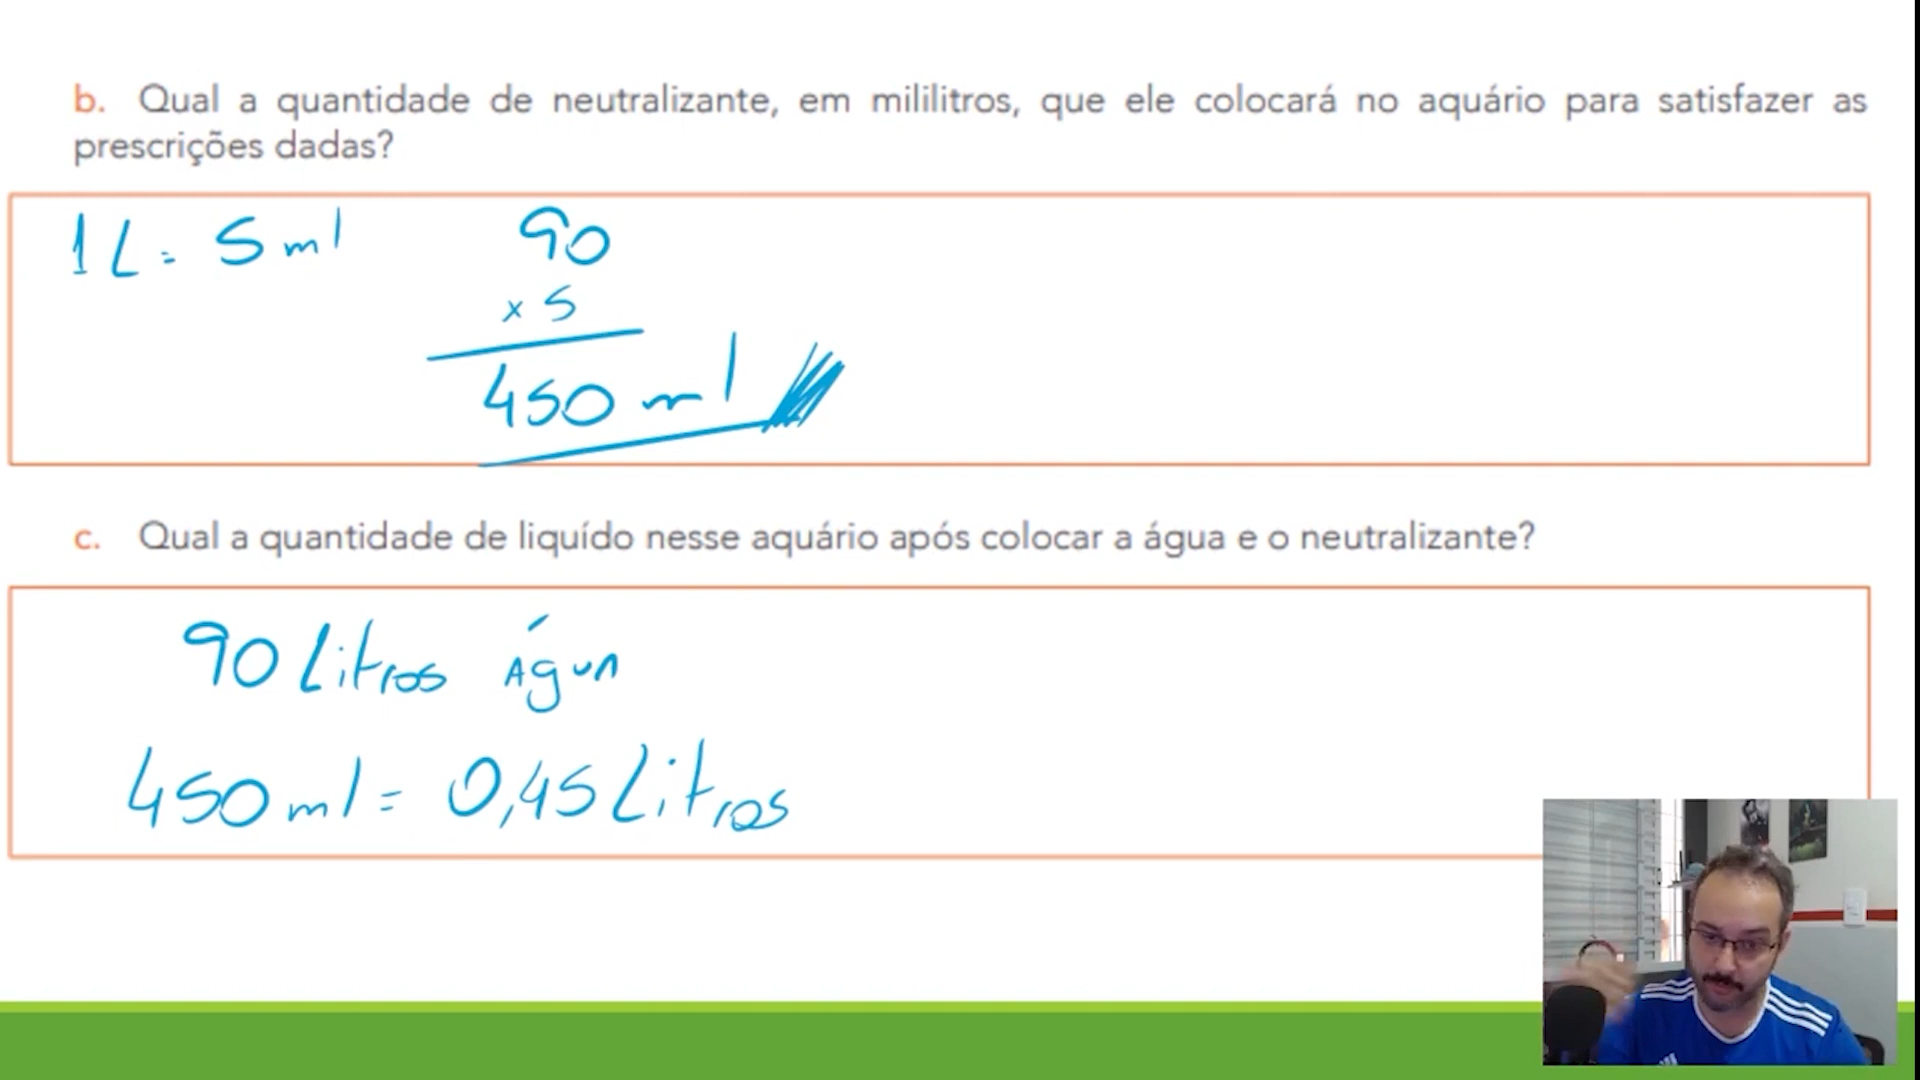 b. Qual a quantidade de neutralizante, em mililitros, que ele colocará no aquário para satisfazer as
prescrições dadas?
1L = 5 ml
90
x 5
450 ml
c. Qual a quantidade de liquído nesse aquário após colocar a água e o neutralizante?
90 Litros água
450 ml = 0,45 Litros